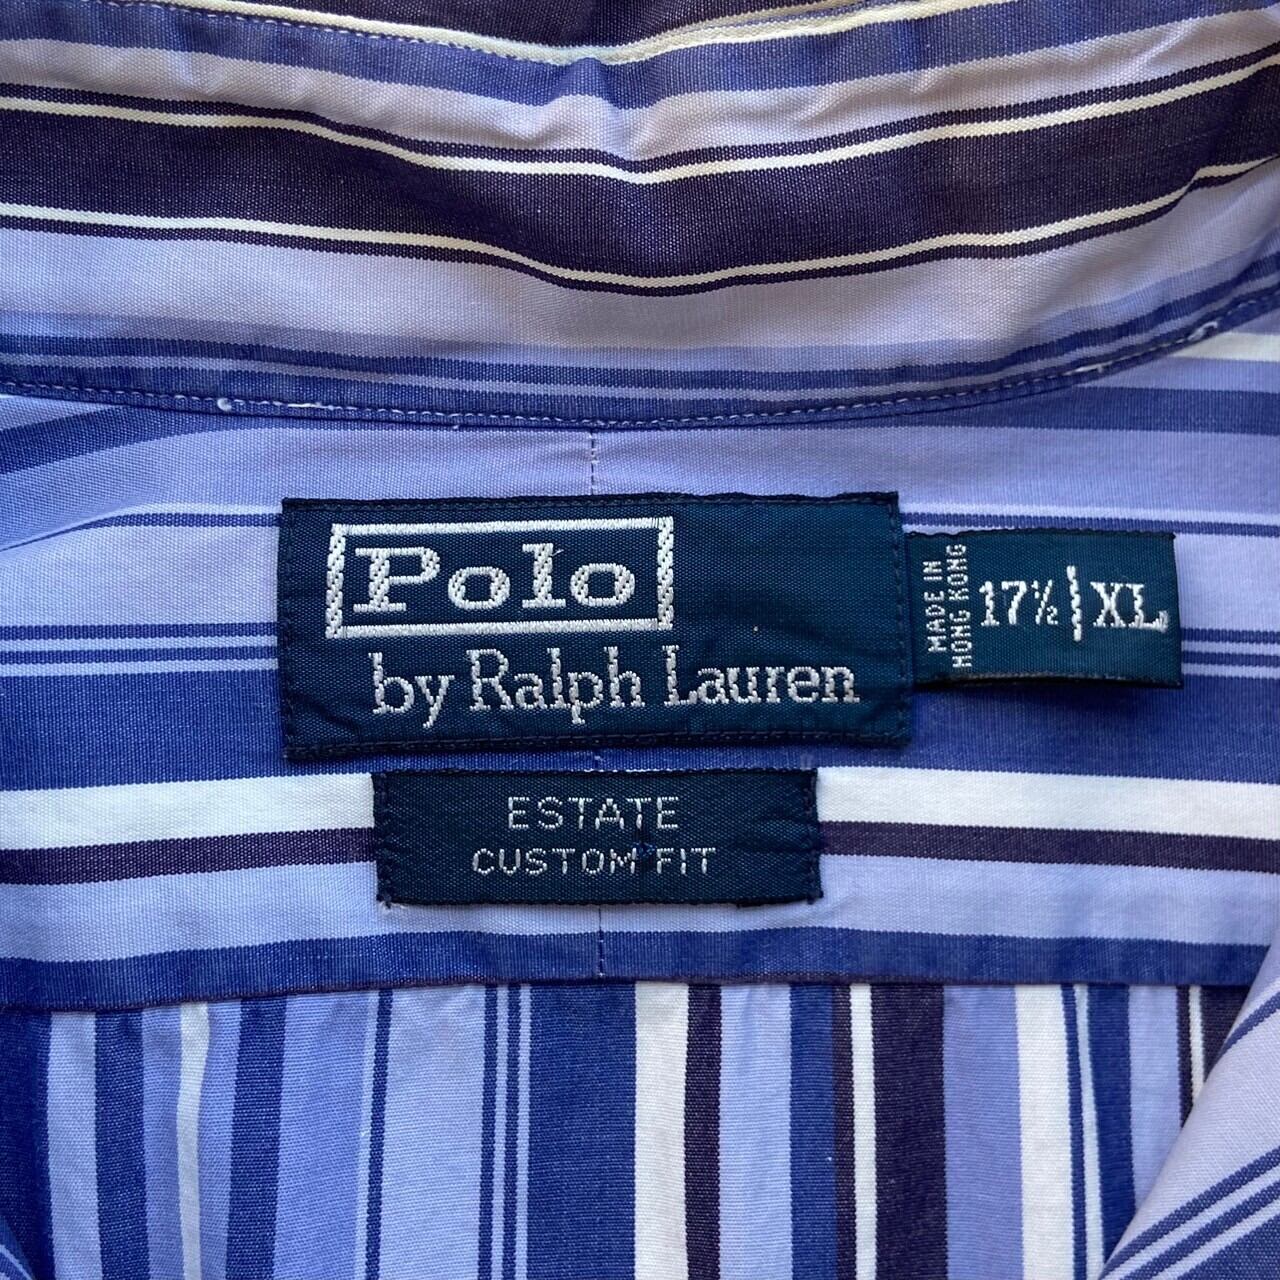 Polo
by Ralph Lauren
MADE IN
HONG KONG
17½ | XL
ESTATE
CUSTOM FIT